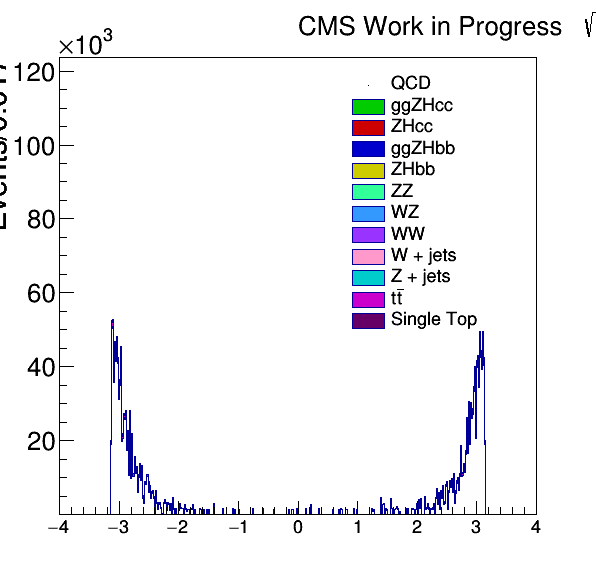 CMS Work in Progress √
×10³
120
100
80
60
40
20
−4 −3 −2 −1 0 1 2 3 4
QCD
ggZHcc
ZHcc
ggZHbb
ZHbb
ZZ
WZ
WW
W + jets
Z + jets
tt̄
Single Top